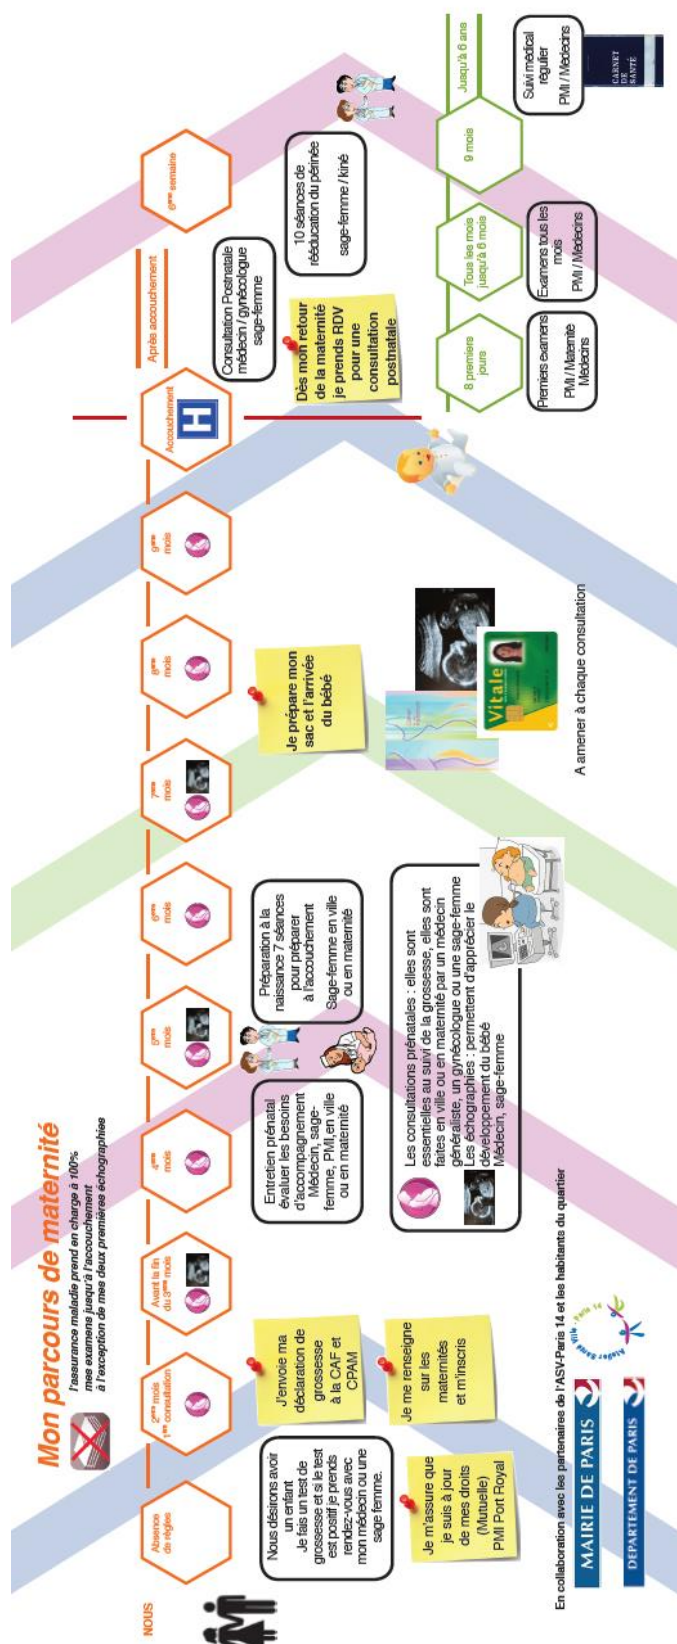 Mon parcours de maternité
l'assurance maladie prend en charge à 100%
mes examens jusqu'à l'accouchement
à l'exception de mes deux premières échographies
NOUS
Absence
de règles
2ème mois
1ère consultation
Avant la fin
du 3ème mois
4ème
mois
5ème
mois
6ème
mois
7ème
mois
8ème
mois
9ème
mois
Accouchement
H
Après accouchement
6ème semaine
Nous désirons avoir
un enfant
Je fais un test de
grossesse et si le test
est positif je prends
rendez-vous avec
mon médecin ou une
sage femme.
Je m'assure que
je suis à jour
de mes droits
(Mutuelle)
PMI Port Royal
J'envoie ma
déclaration de
grossesse
à la CAF et
CPAM
Je me renseigne
sur les
maternités
et m'inscris
Entretien prénatal
évaluer les besoins
d'accompagnement
Médecin, sage-
femme, PMI,en ville
ou en maternité
Préparation à la
naissance 7 séances
pour préparer
à l'accouchement
Sage-femme en ville
ou en maternité
Les consultations prénatales : elles sont
essentielles au suivi de la grossesse, elles sont
faites en ville ou en maternité par un médecin
généraliste, un gynécologue ou une sage-femme
Les échographies : permettent d'apprécier le
développement du bébé
Médecin, sage-femme
Je prépare mon
sac et l'arrivée
du bébé
Vitale
A amener à chaque consultation
Consultation Postnatale
médecin / gynécologue
sage-femme
Dès mon retour
de la maternité
je prends RDV
pour une
consultation
postnatale
10 séances de
rééducation du périnée
sage-femme / kiné
8 premiers
jours
Tous les mois
jusqu'à 6 mois
9 mois
Jusqu'à 6 ans
Premiers examens
PMI / Maternité
Médecins
Examens tous les
mois
PMI / Médecins
Suivi médical
régulier
PMI / Médecins
CARNET
DE
SANTÉ
En collaboration avec les partenaires de l'ASV-Paris 14 et les habitants du quartier
MAIRIE DE PARIS
DEPARTEMENT DE PARIS
Atelier Santé Ville - Paris 14